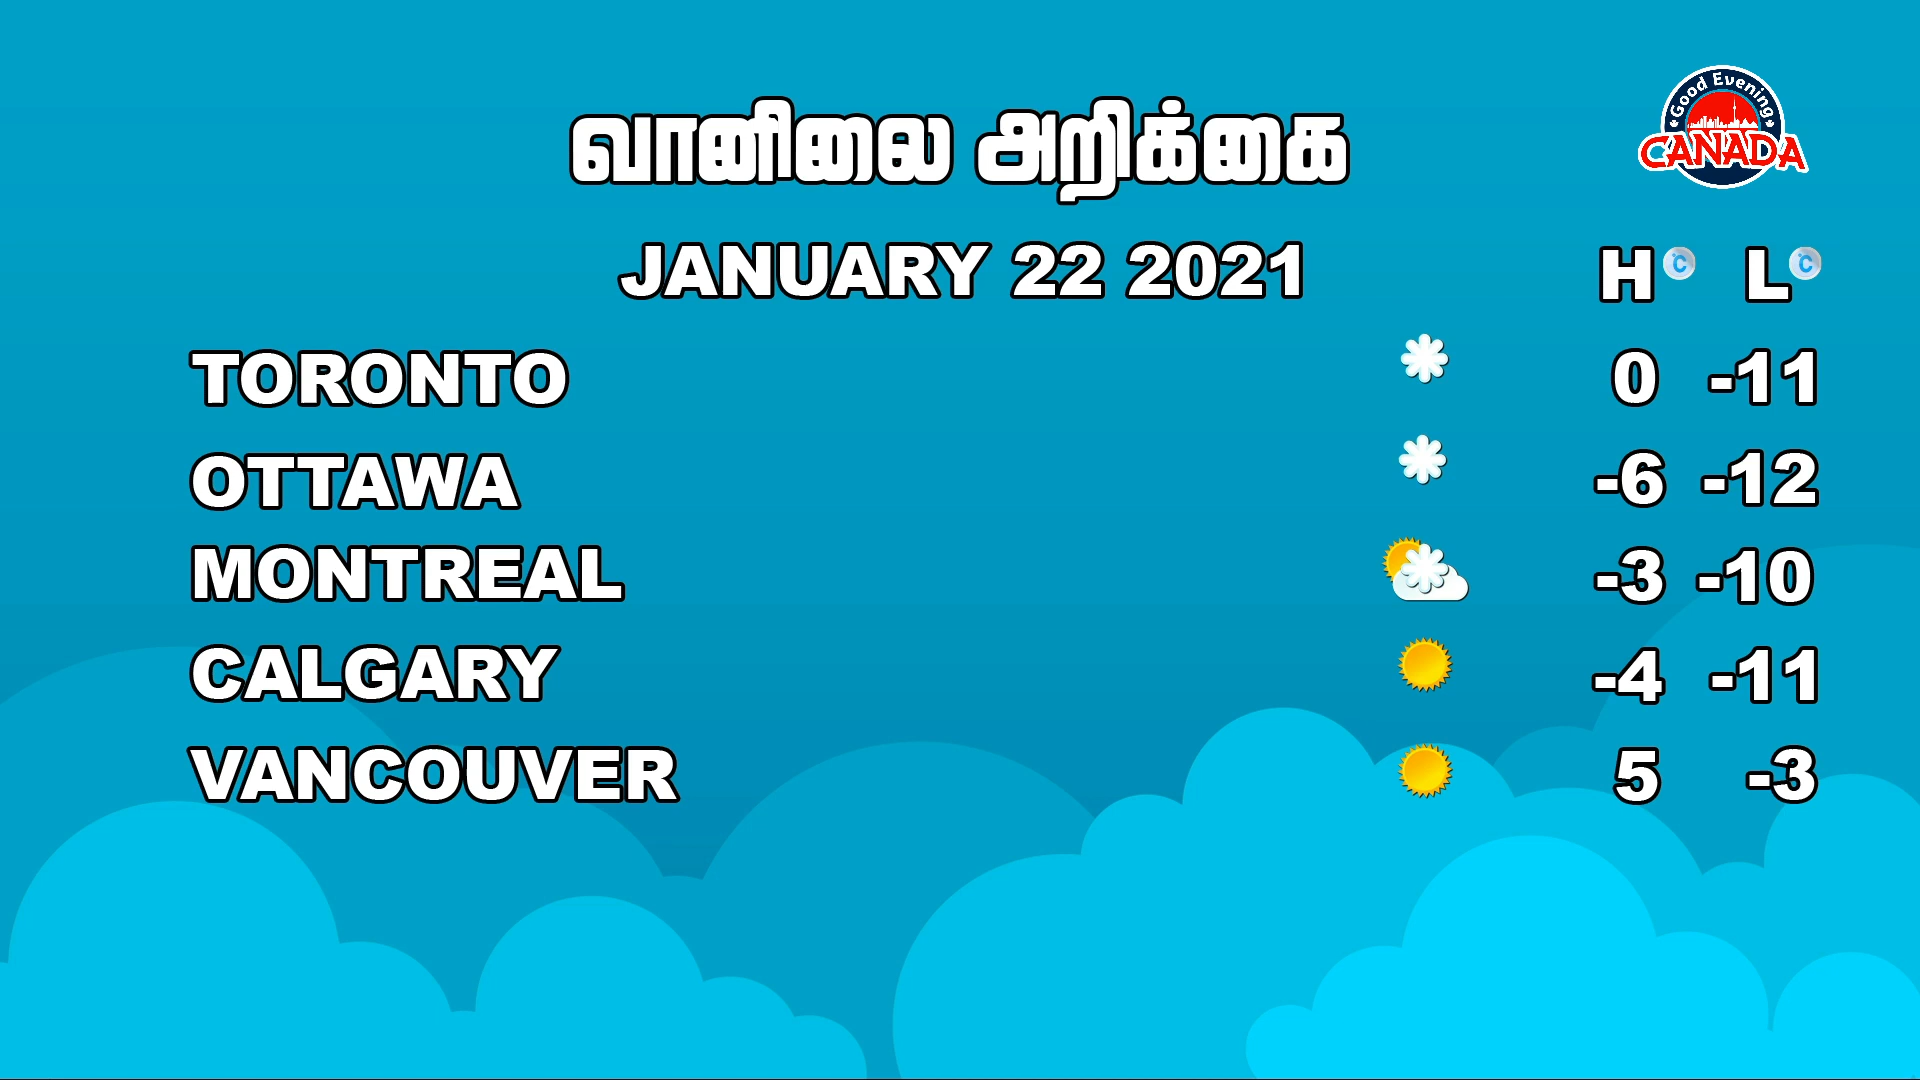 வானிலை அறிக்கை
Good Evening
CANADA
JANUARY 22 2021 H°C L°C
TORONTO 0 -11
OTTAWA -6 -12
MONTREAL -3 -10
CALGARY -4 -11
VANCOUVER 5 -3